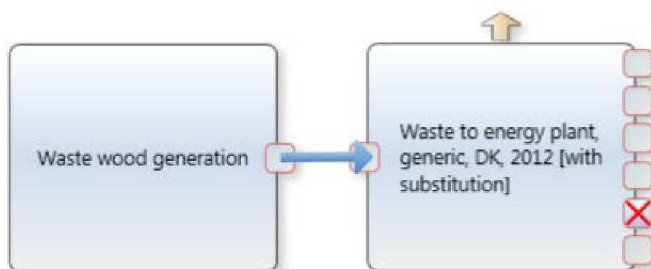 Waste wood generation
Waste to energy plant,
generic, DK, 2012 [with
substitution]